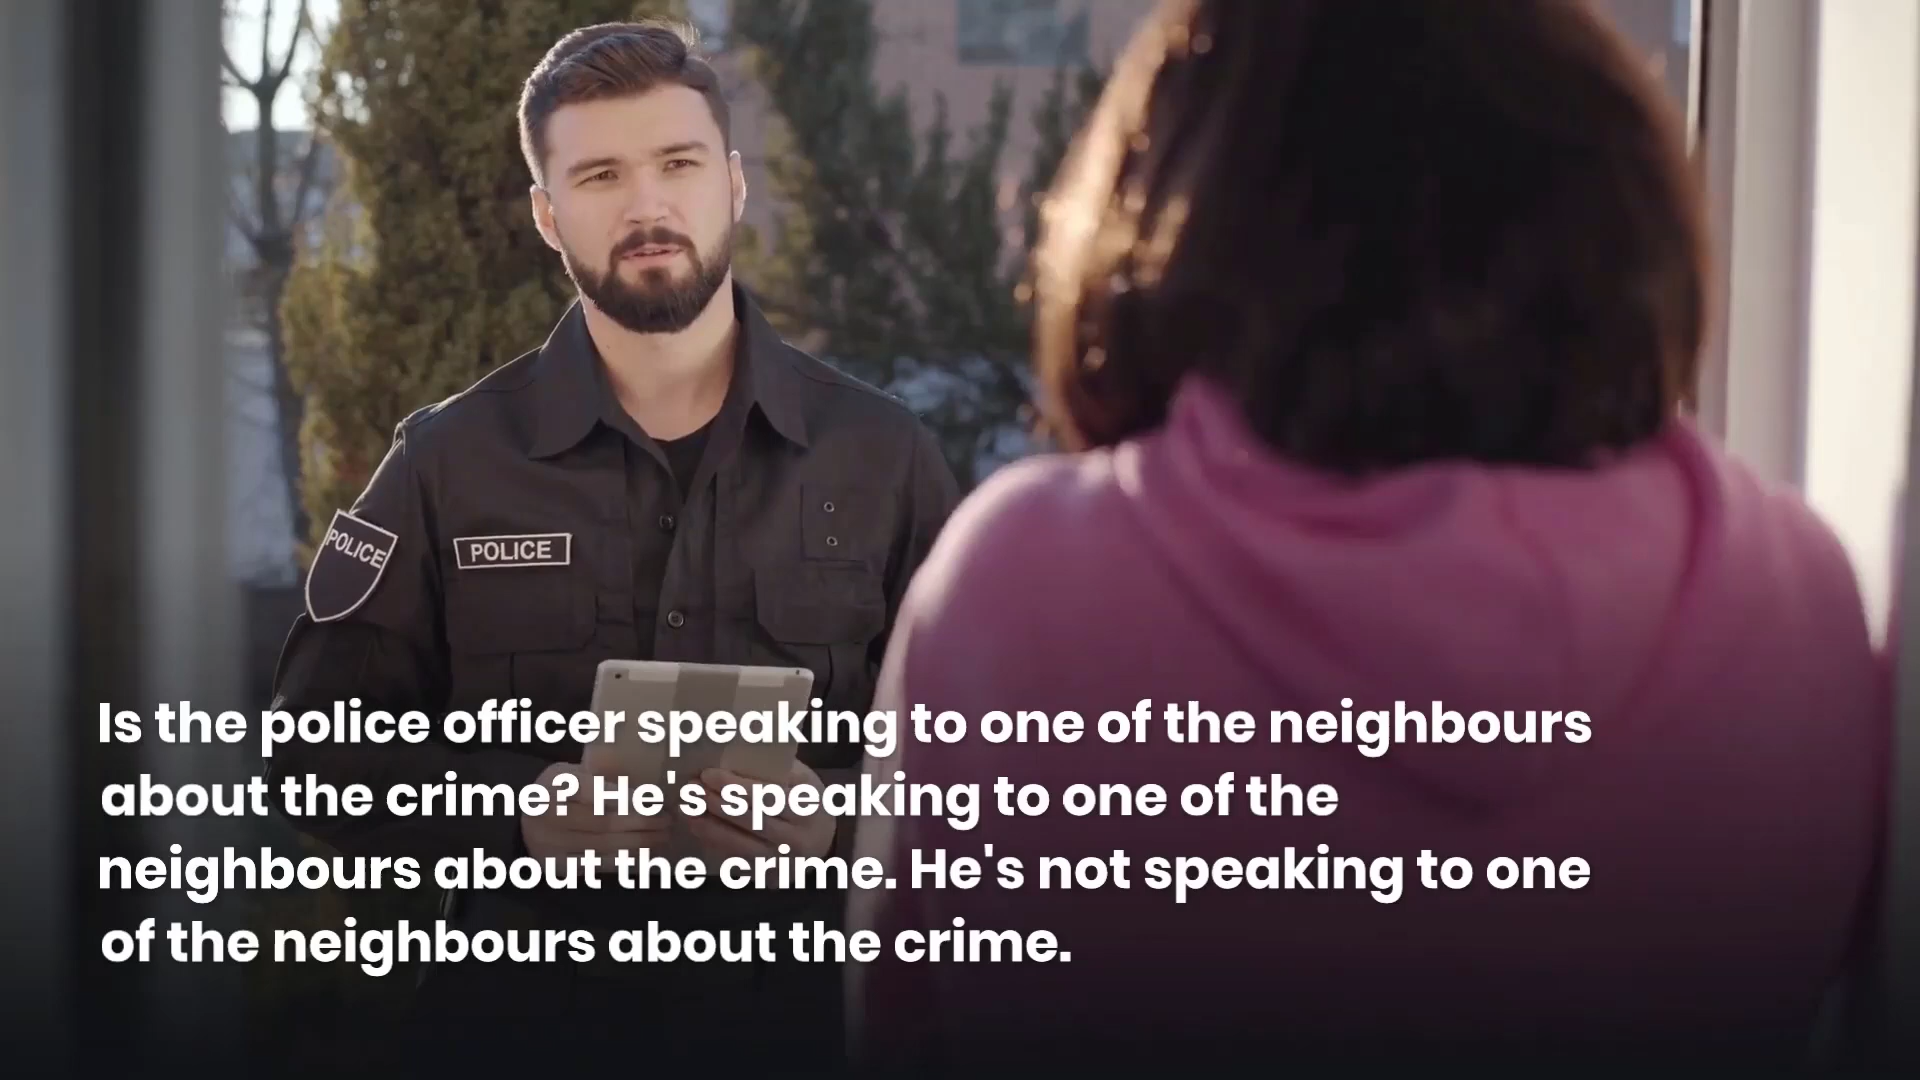 POLICE
POLICE
Is the police officer speaking to one of the neighbours
about the crime? He's speaking to one of the
neighbours about the crime. He's not speaking to one
of the neighbours about the crime.